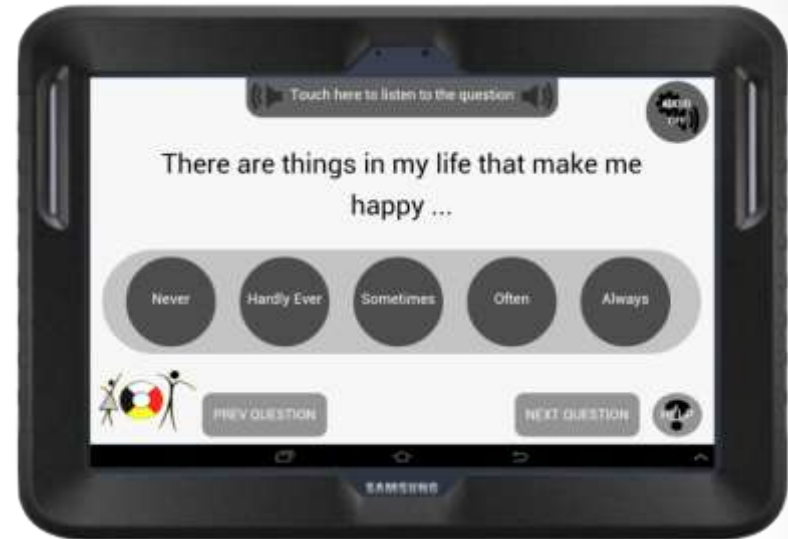 Touch here to listen to the question
There are things in my life that make me
happy ...
Never
Hardly Ever
Sometimes
Often
Always
PREV QUESTION
NEXT QUESTION
HELP
SAMSUNG